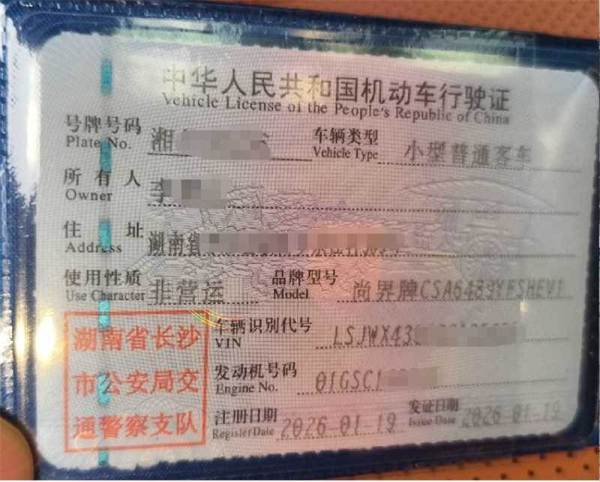 中华人民共和国机动车行驶证
Vehicle License of the People's Republic of China
号牌号码 湘 车辆类型 小型普通客车
Plate No. Vehicle Type
所有人 李
Owner
住址 湖南省
Address
使用性质 非营运 品牌型号 尚界牌CSA6483YFSHEV1
Use Character Model
湖南省长沙 车辆识别代号 LSJWX43
VIN
市公安局交 发动机号码 01GSC1
Engine No.
通警察支队 注册日期 2026-01-19 发证日期 2026-01-19
Register Date Issue Date